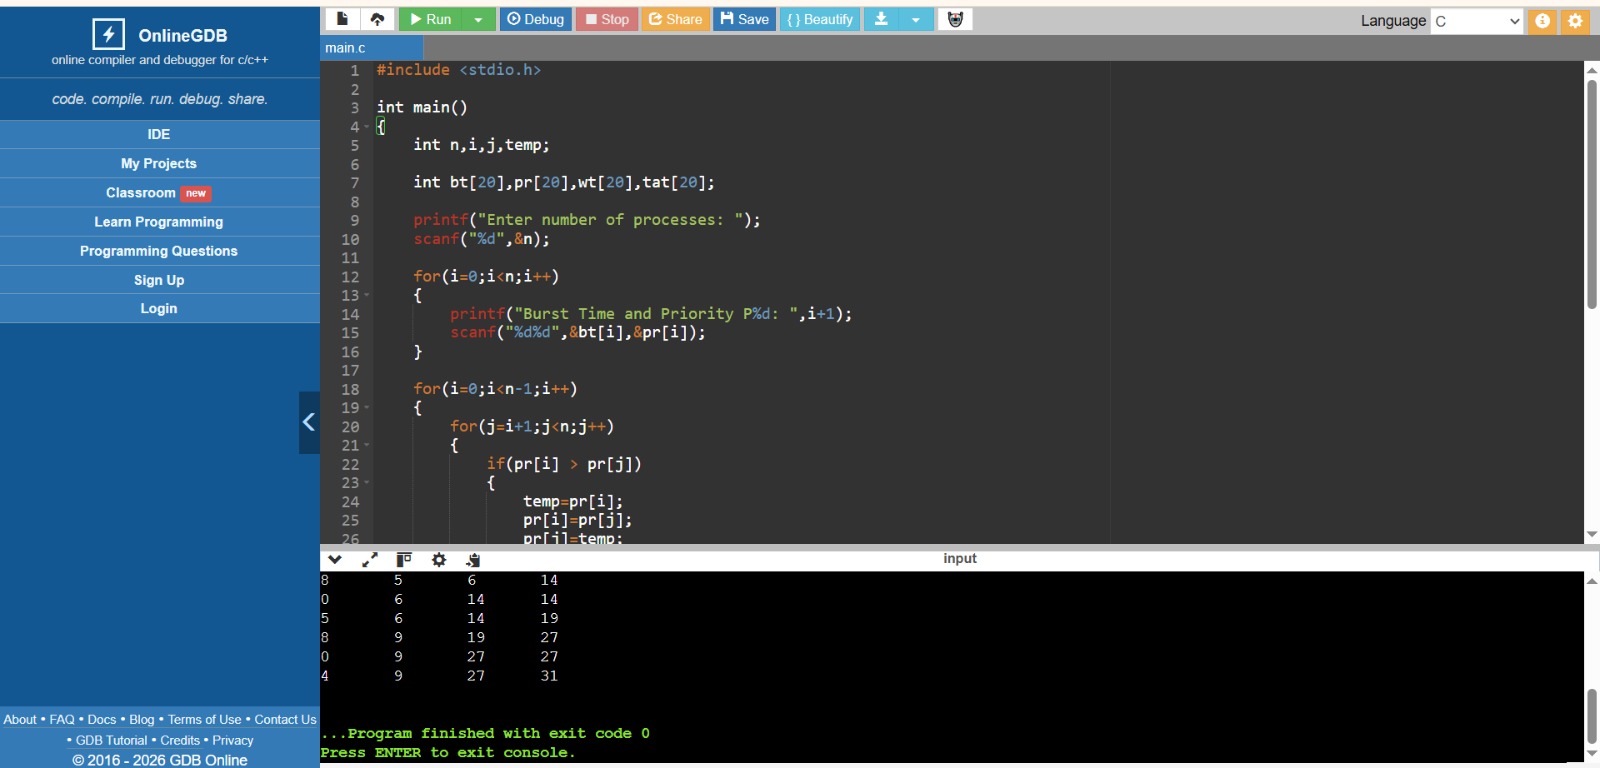 OnlineGDB
online compiler and debugger for c/c++
code. compile. run. debug. share.
IDE
My Projects
Classroom new
Learn Programming
Programming Questions
Sign Up
Login
About • FAQ • Docs • Blog • Terms of Use • Contact Us
• GDB Tutorial • Credits • Privacy
© 2016 - 2026 GDB Online
Run Debug Stop Share Save { } Beautify Language C
main.c
1 #include <stdio.h>
2
3 int main()
4 {
5 int n,i,j,temp;
6
7 int bt[20],pr[20],wt[20],tat[20];
8
9 printf("Enter number of processes: ");
10 scanf("%d",&n);
11
12 for(i=0;i<n;i++)
13 {
14 printf("Burst Time and Priority P%d: ",i+1);
15 scanf("%d%d",&bt[i],&pr[i]);
16 }
17
18 for(i=0;i<n-1;i++)
19 {
20 for(j=i+1;j<n;j++)
21 {
22 if(pr[i] > pr[j])
23 {
24 temp=pr[i];
25 pr[i]=pr[j];
26 pr[j]=temp;
input
8 5 6 14
0 6 14 14
5 6 14 19
8 9 19 27
0 9 27 27
4 9 27 31
...Program finished with exit code 0
Press ENTER to exit console.